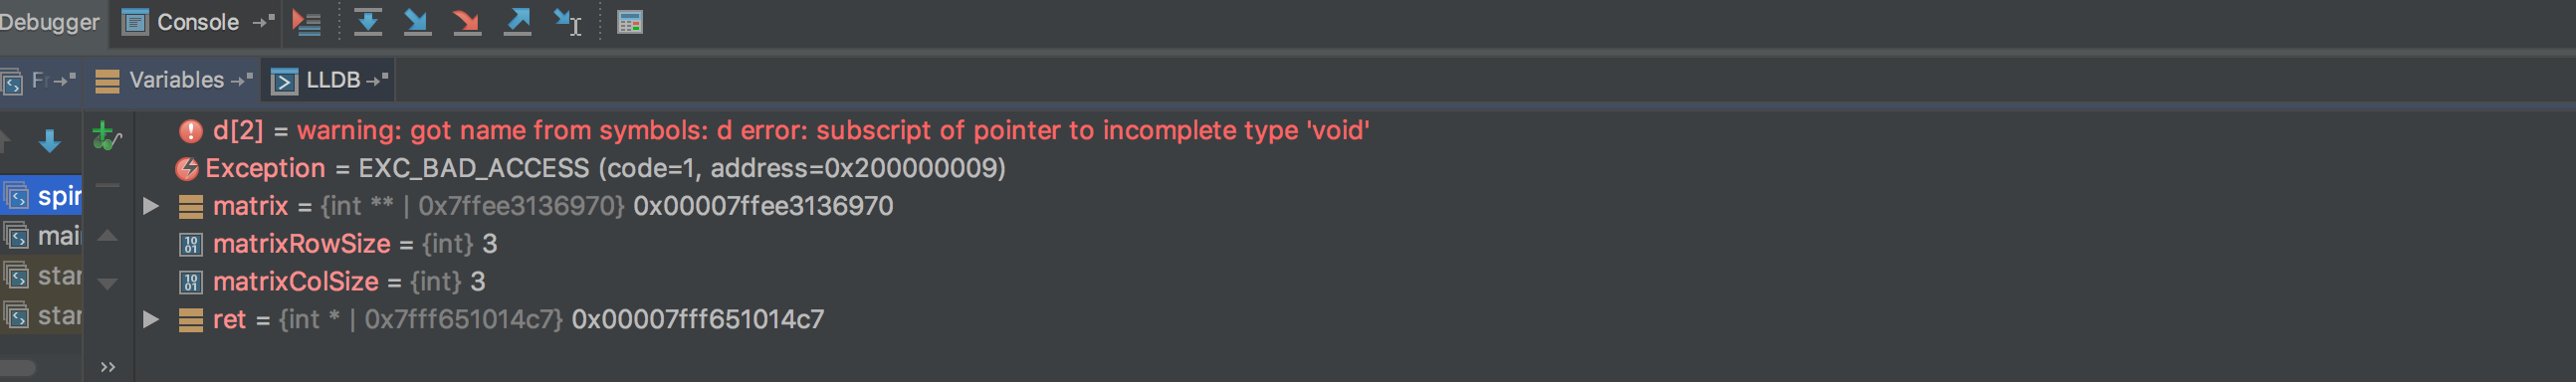 Debugger Console
Variables LLDB
d[2] = warning: got name from symbols: d error: subscript of pointer to incomplete type 'void'
Exception = EXC_BAD_ACCESS (code=1, address=0x200000009)
spir
matrix = {int ** | 0x7ffee3136970} 0x00007ffee3136970
mai
matrixRowSize = {int} 3
star
matrixColSize = {int} 3
star
ret = {int * | 0x7fff651014c7} 0x00007fff651014c7